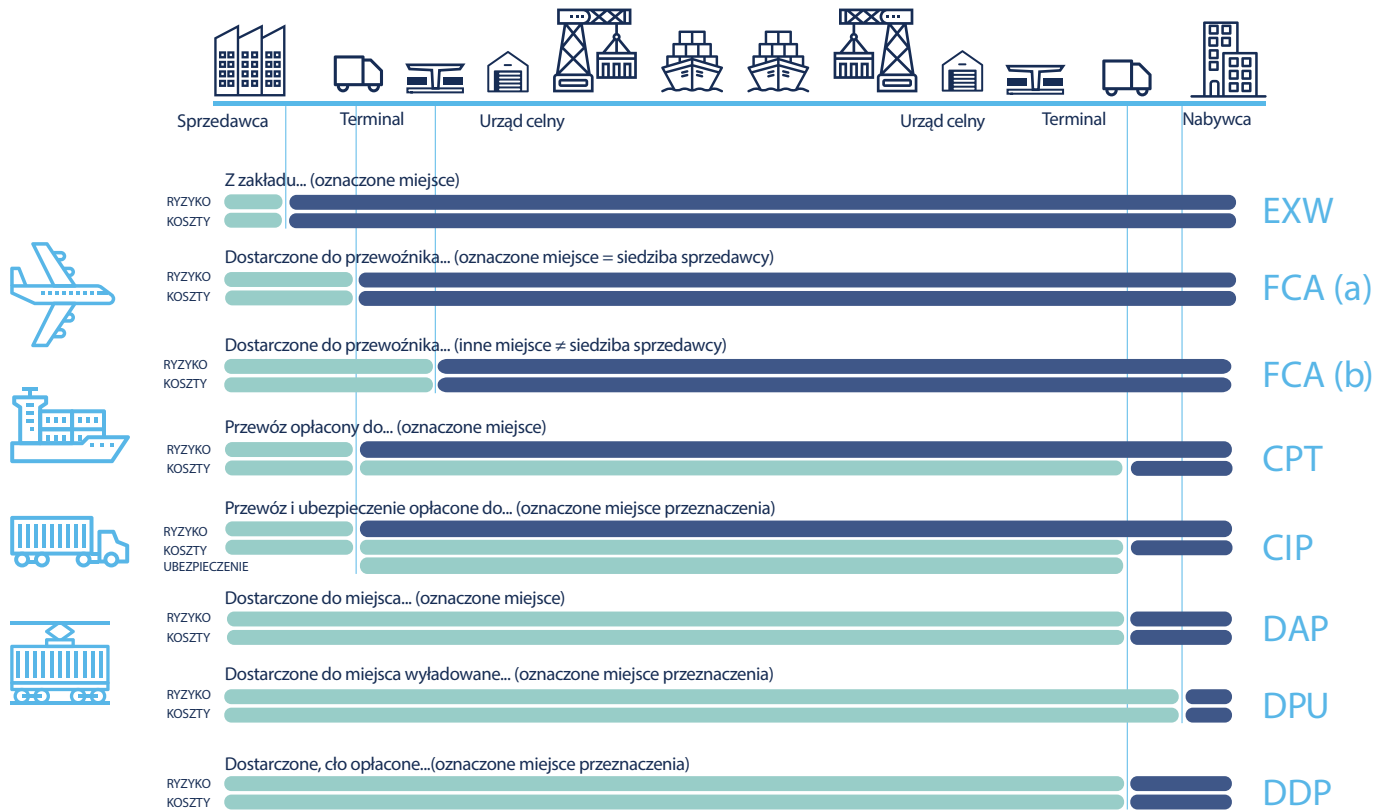 Sprzedawca Terminal Urząd celny Urząd celny Terminal Nabywca
Z zakładu... (oznaczone miejsce)
RYZYKO
KOSZTY
EXW
Dostarczone do przewoźnika... (oznaczone miejsce = siedziba sprzedawcy)
RYZYKO
KOSZTY
FCA (a)
Dostarczone do przewoźnika... (inne miejsce ≠ siedziba sprzedawcy)
RYZYKO
KOSZTY
FCA (b)
Przewóz opłacony do... (oznaczone miejsce)
RYZYKO
KOSZTY
CPT
Przewóz i ubezpieczenie opłacone do... (oznaczone miejsce przeznaczenia)
RYZYKO
KOSZTY
UBEZPIECZENIE
CIP
Dostarczone do miejsca... (oznaczone miejsce)
RYZYKO
KOSZTY
DAP
Dostarczone do miejsca wyładowane... (oznaczone miejsce przeznaczenia)
RYZYKO
KOSZTY
DPU
Dostarczone, cło opłacone...(oznaczone miejsce przeznaczenia)
RYZYKO
KOSZTY
DDP